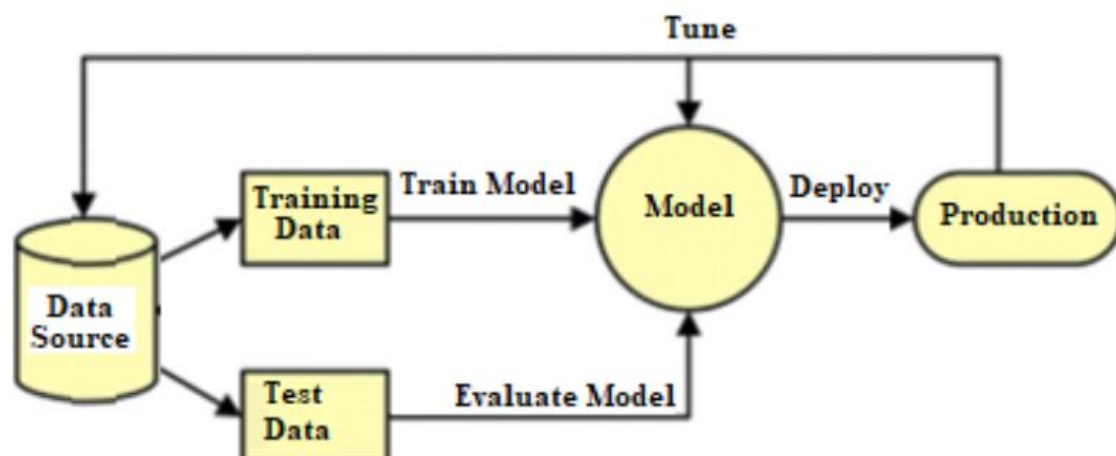 Tune
Training
Data
Train Model
Model
Deploy
Production
Data
Source
Test
Data
Evaluate Model